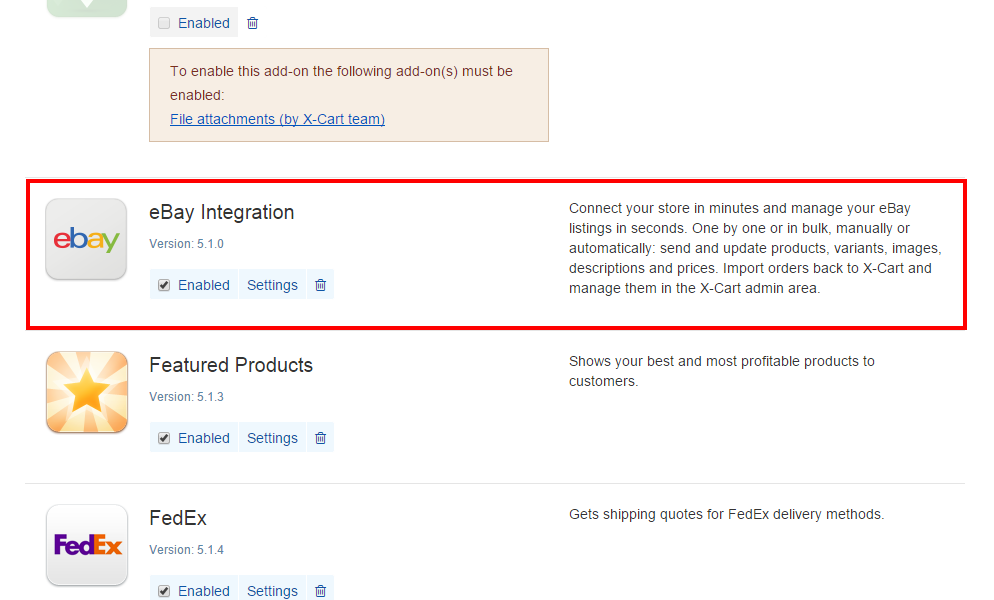 Enabled
To enable this add-on the following add-on(s) must be
enabled:
File attachments (by X-Cart team)
ebay
eBay Integration
Version: 5.1.0
Enabled Settings
Connect your store in minutes and manage your eBay
listings in seconds. One by one or in bulk, manually or
automatically: send and update products, variants, images,
descriptions and prices. Import orders back to X-Cart and
manage them in the X-Cart admin area.
Featured Products
Version: 5.1.3
Enabled Settings
Shows your best and most profitable products to
customers.
FedEx
FedEx
Version: 5.1.4
Enabled Settings
Gets shipping quotes for FedEx delivery methods.